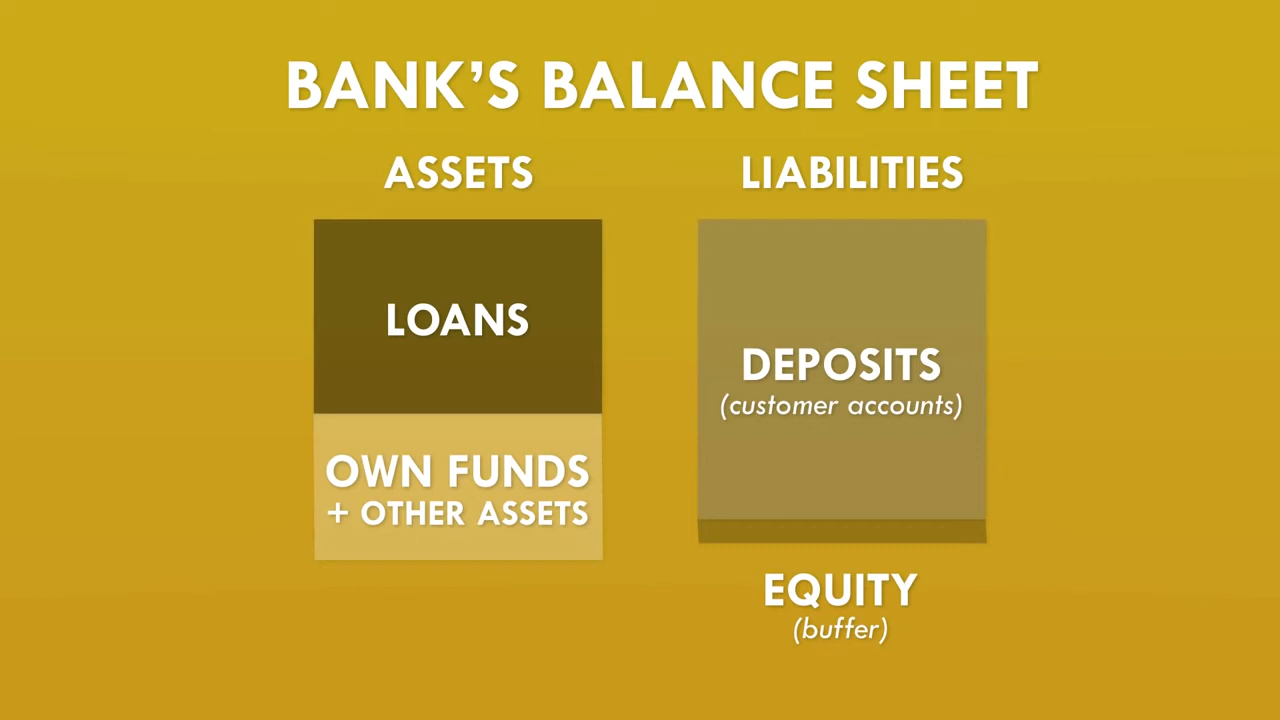 BANK’S BALANCE SHEET
ASSETS
LIABILITIES
LOANS
OWN FUNDS
+ OTHER ASSETS
DEPOSITS
(customer accounts)
EQUITY
(buffer)